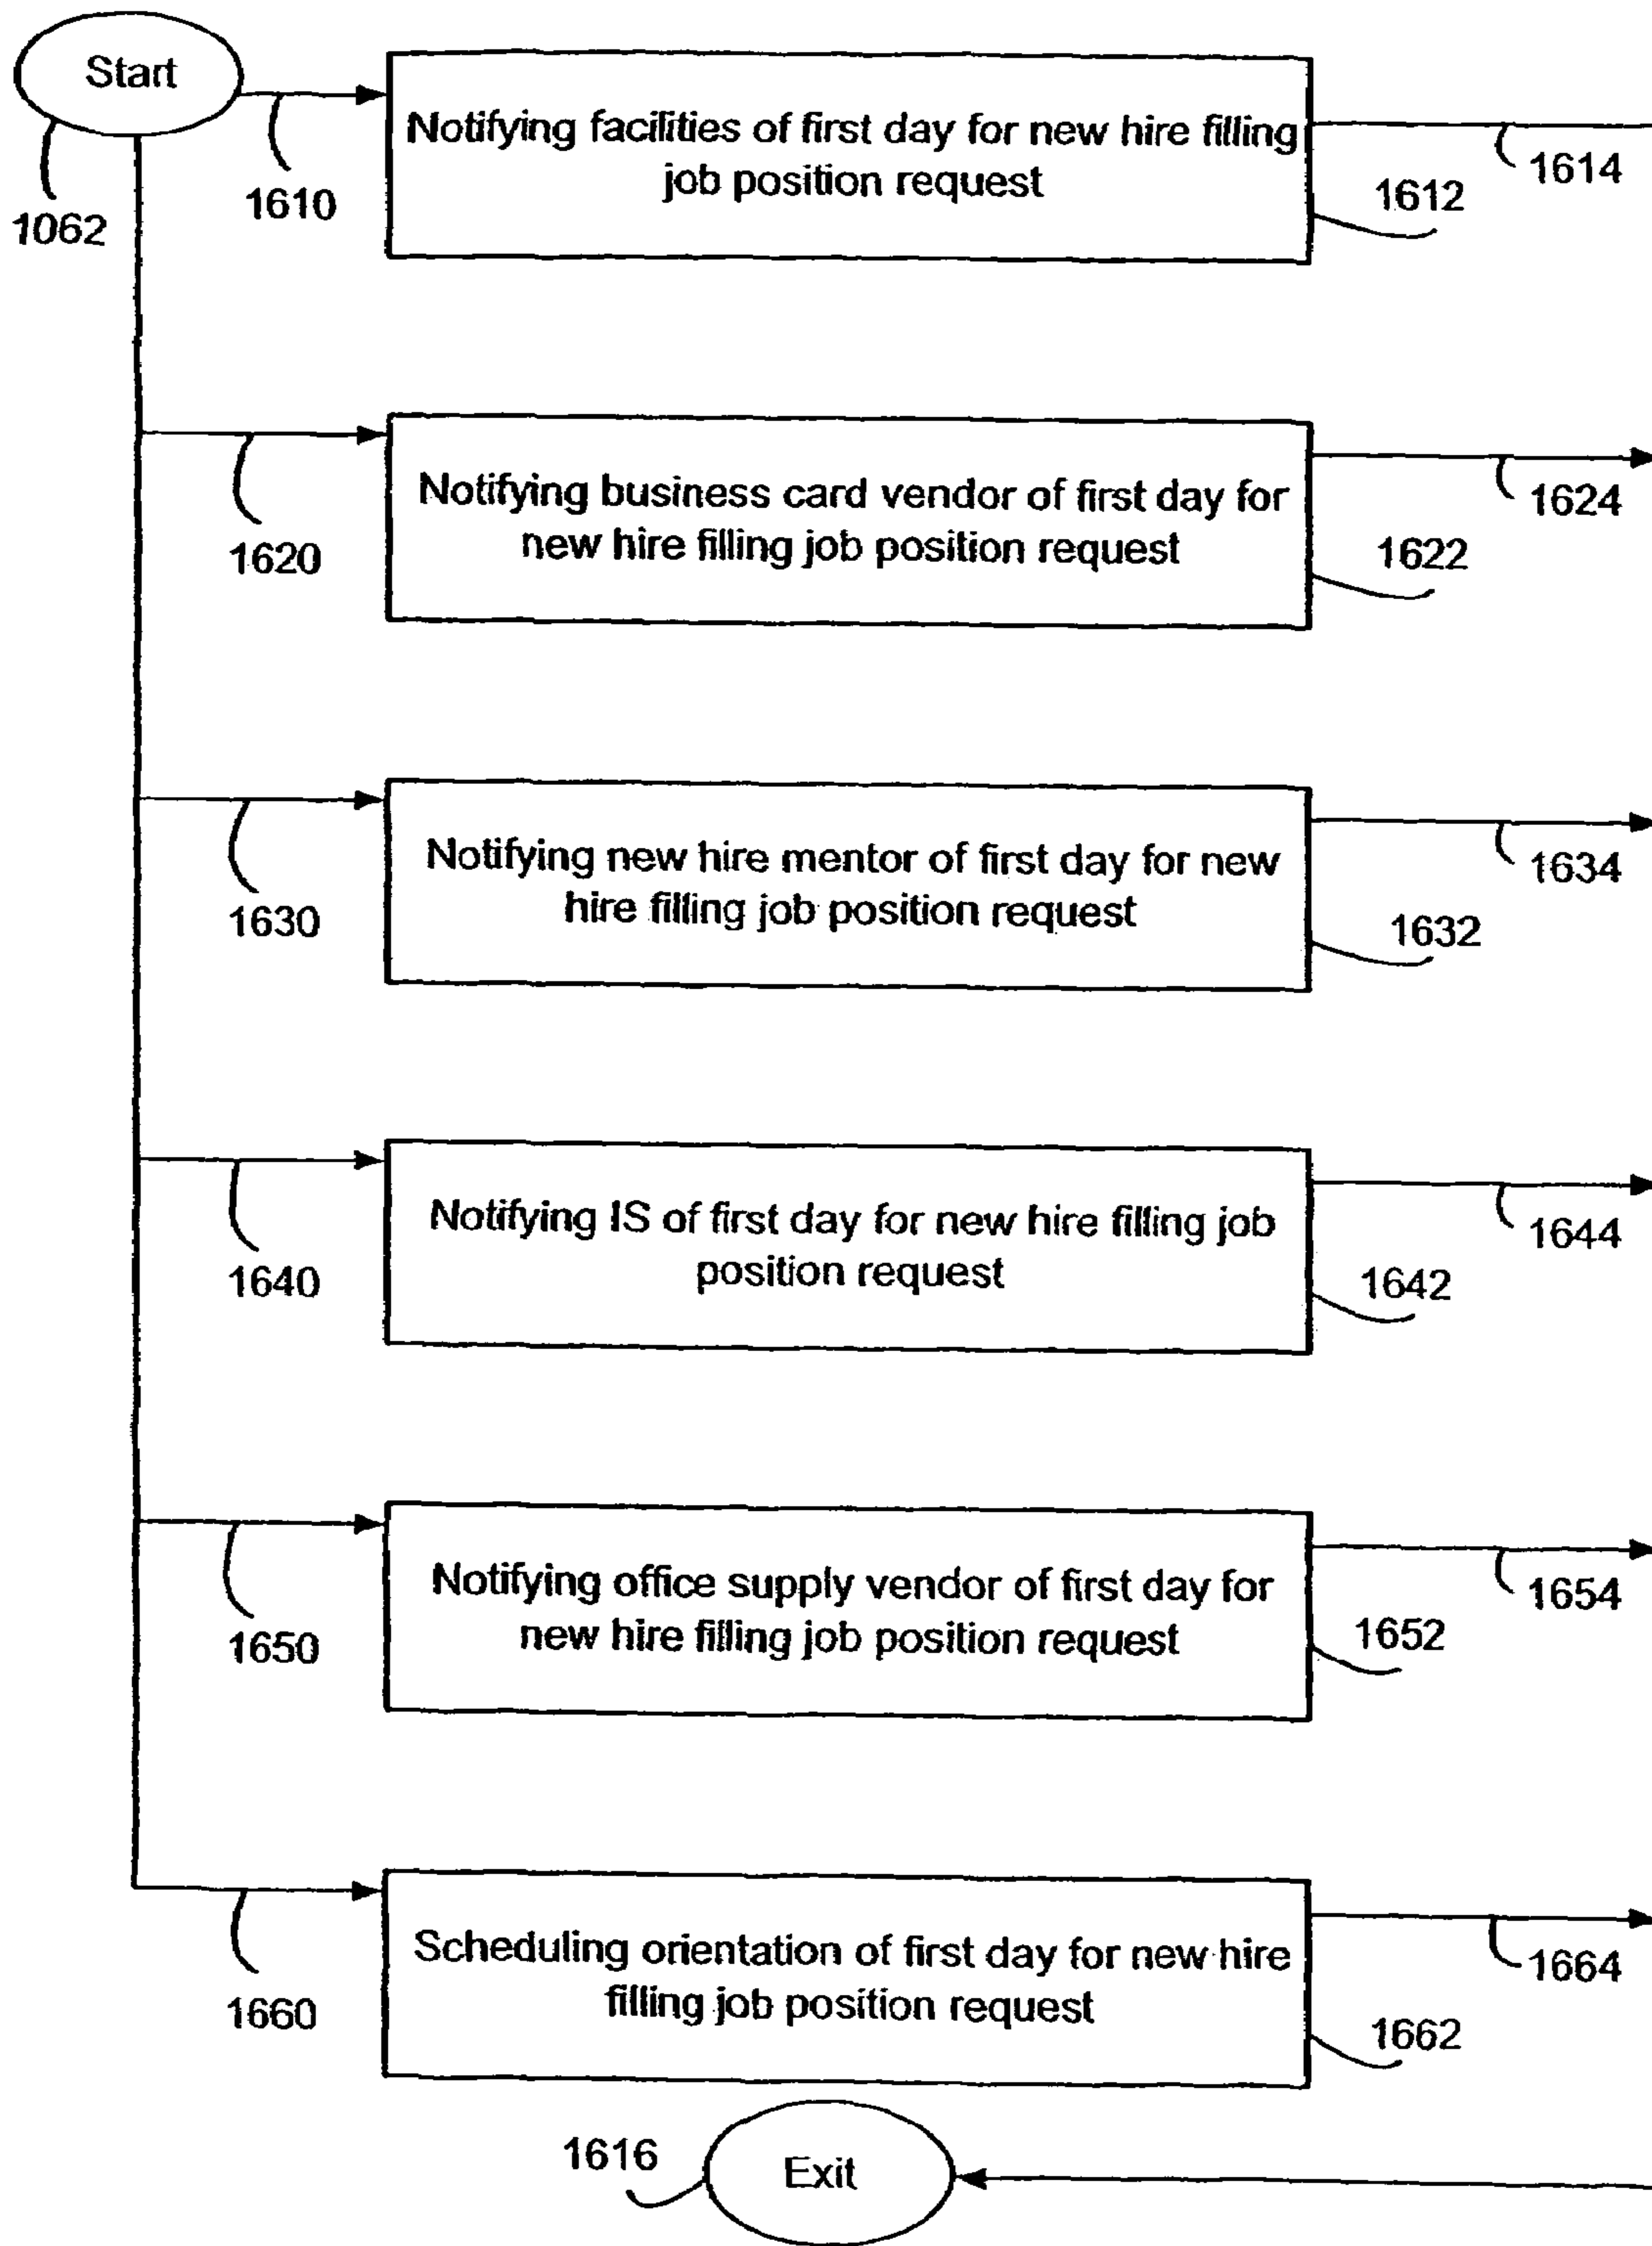 Start
1062
1610
Notifying facilities of first day for new hire filling
job position request
1612
1614
1620
Notifying business card vendor of first day for
new hire filling job position request
1622
1624
1630
Notifying new hire mentor of first day for new
hire filling job position request
1632
1634
1640
Notifying IS of first day for new hire filling job
position request
1642
1644
1650
Notifying office supply vendor of first day for
new hire filling job position request
1652
1654
1660
Scheduling orientation of first day for new hire
filling job position request
1662
1664
1616
Exit